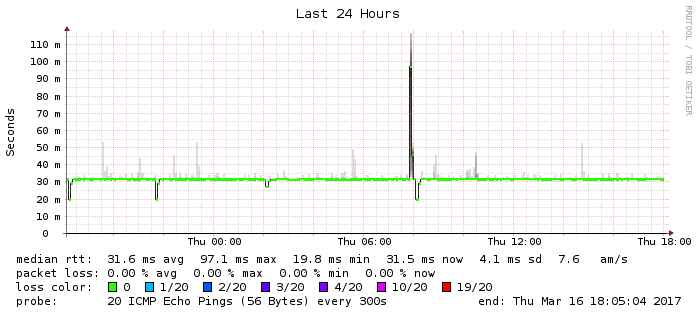 Last 24 Hours
RRDTOOL / TOBI OETIKER
Seconds
110 m
100 m
90 m
80 m
70 m
60 m
50 m
40 m
30 m
20 m
10 m
0
Thu 00:00 Thu 06:00 Thu 12:00 Thu 18:00
median rtt: 31.6 ms avg 97.1 ms max 19.8 ms min 31.5 ms now 4.1 ms sd 7.6 am/s
packet loss: 0.00 % avg 0.00 % max 0.00 % min 0.00 % now
loss color: 0 1/20 2/20 3/20 4/20 10/20 19/20
probe: 20 ICMP Echo Pings (56 Bytes) every 300s end: Thu Mar 16 18:05:04 2017